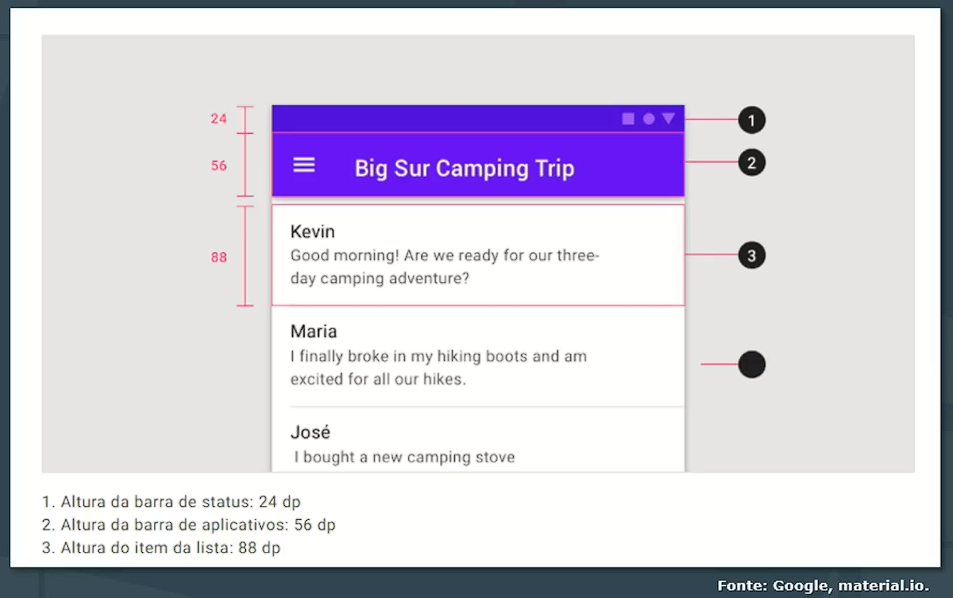 24
1
56
Big Sur Camping Trip
2
88
Kevin
Good morning! Are we ready for our three-
day camping adventure?
3
Maria
I finally broke in my hiking boots and am
excited for all our hikes.
José
I bought a new camping stove
1. Altura da barra de status: 24 dp
2. Altura da barra de aplicativos: 56 dp
3. Altura do item da lista: 88 dp
Fonte: Google, material.io.